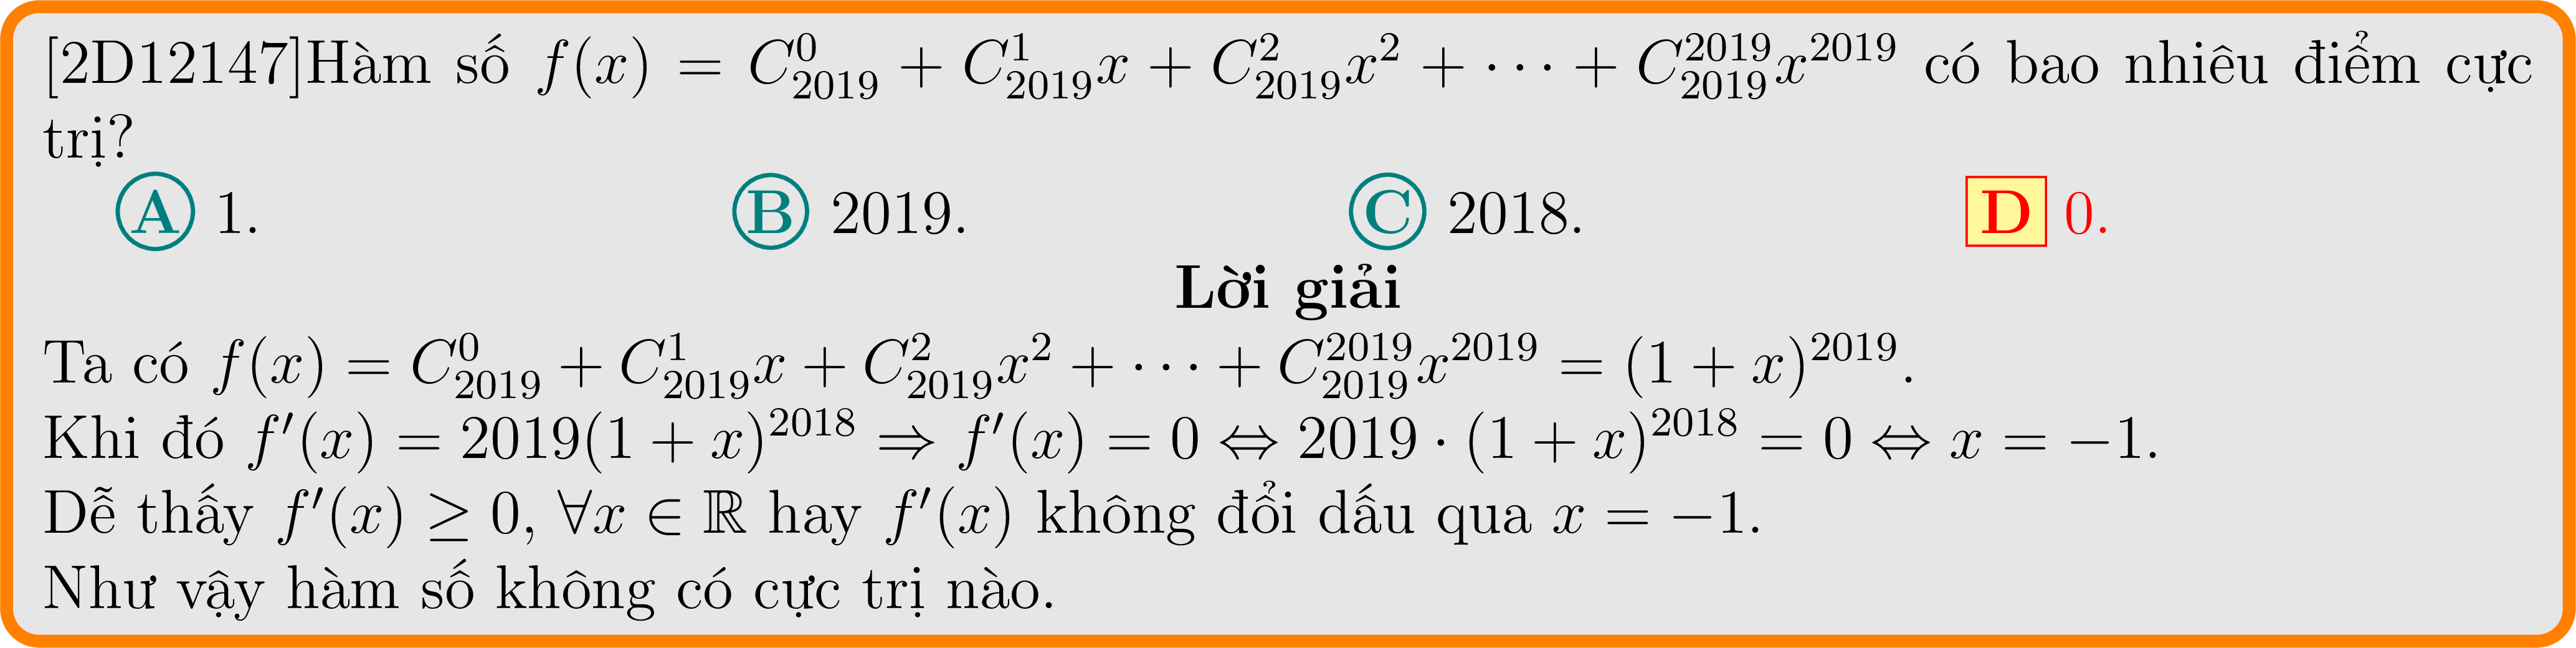 [2D12147]Hàm số $f(x) = C_{2019}^{0} + C_{2019}^{1}x + C_{2019}^{2}x^{2} + \cdots + C_{2019}^{2019}x^{2019}$ có bao nhiêu điểm cực
trị?
A 1. B 2019. C 2018. D 0.
Lời giải
Ta có $f(x) = C_{2019}^{0} + C_{2019}^{1}x + C_{2019}^{2}x^{2} + \cdots + C_{2019}^{2019}x^{2019} = (1 + x)^{2019}$.
Khi đó $f'(x) = 2019(1 + x)^{2018} \Rightarrow f'(x) = 0 \Leftrightarrow 2019 \cdot (1 + x)^{2018} = 0 \Leftrightarrow x = -1$.
Dễ thấy $f'(x) \geq 0, \forall x \in \mathbb{R}$ hay $f'(x)$ không đổi dấu qua $x = -1$.
Như vậy hàm số không có cực trị nào.